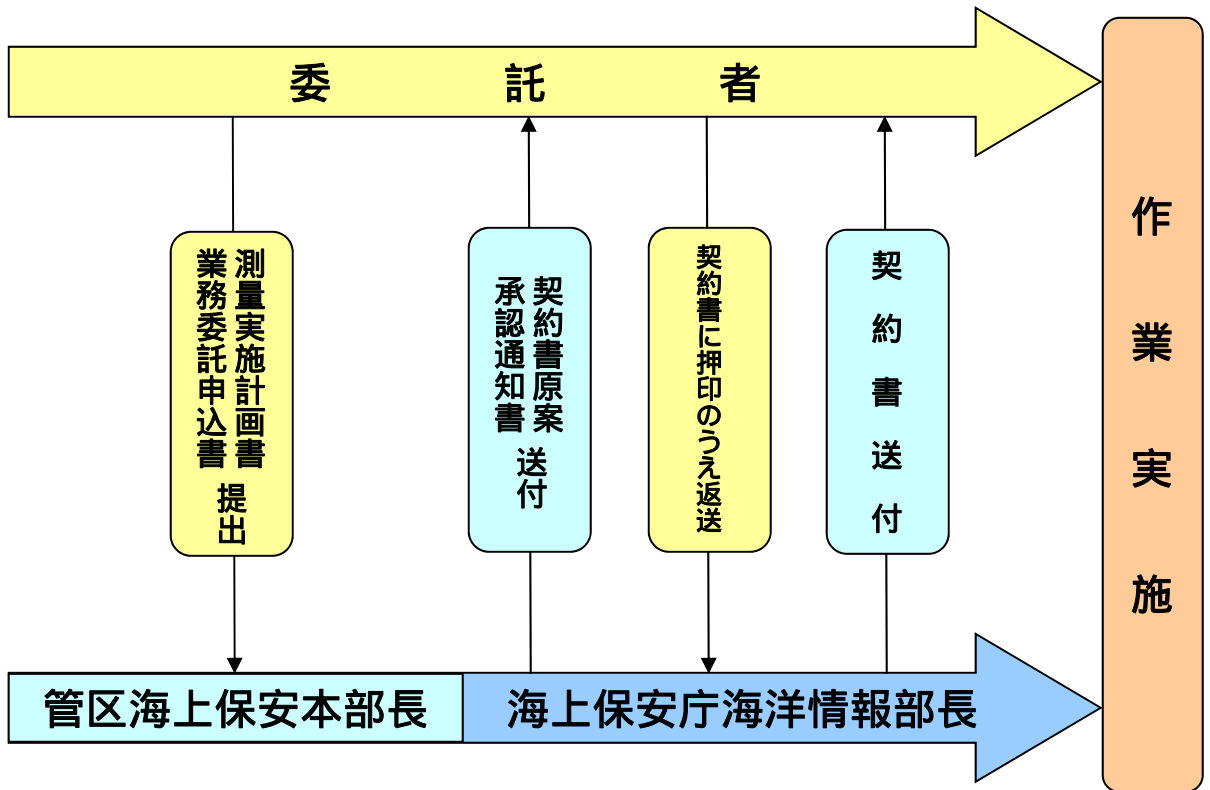 委託者
測量実施計画書
業務委託申込書
提出
契約書原案
承認通知書
送付
契約書に押印のうえ返送
契約書送付
管区海上保安本部長
海上保安庁海洋情報部長
作業実施